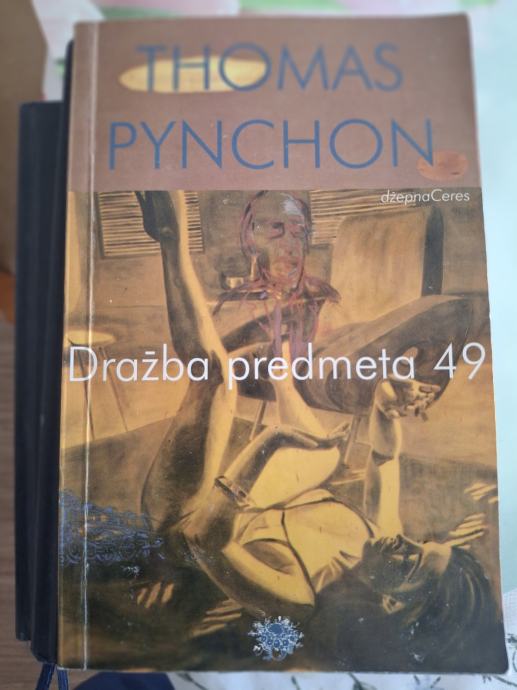 THOMAS
PYNCHON
džepnaCeres
Dražba predmeta 49